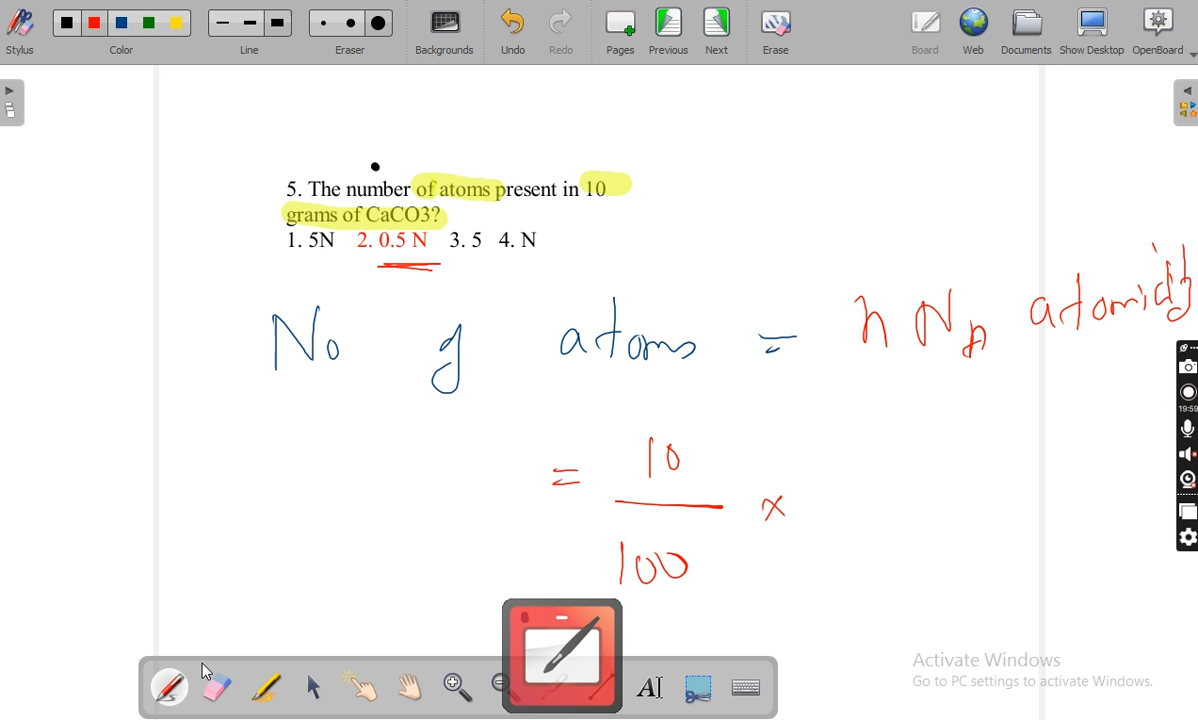 Stylus Color Line Eraser Backgrounds Undo Redo Pages Previous Next Erase Board Web Documents Show Desktop OpenBoard
5. The number of atoms present in 10
grams of CaCO3?
1. 5N 2. 0.5 N 3. 5 4. N
No of atoms = n NA atomicity
= 10
100 ×
19:59
Activate Windows
Go to PC settings to activate Windows.